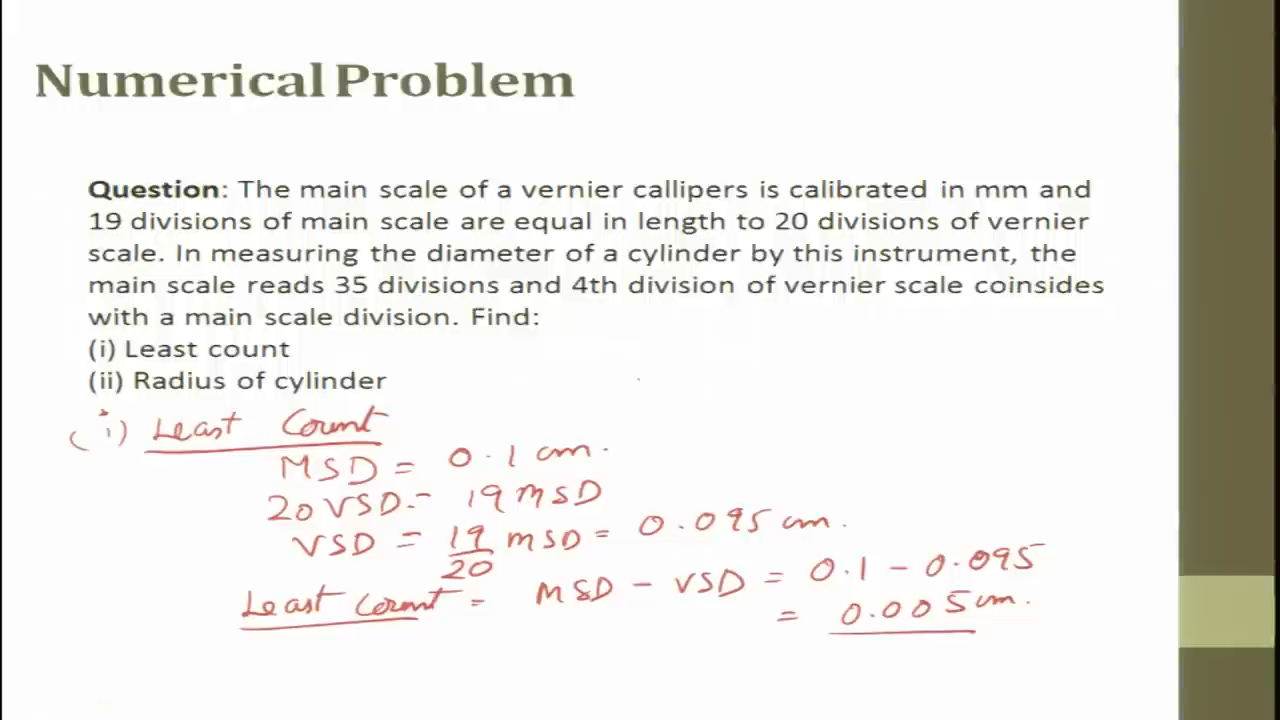 Numerical Problem
Question: The main scale of a vernier callipers is calibrated in mm and
19 divisions of main scale are equal in length to 20 divisions of vernier
scale. In measuring the diameter of a cylinder by this instrument, the
main scale reads 35 divisions and 4th division of vernier scale coinsides
with a main scale division. Find:
(i) Least count
(ii) Radius of cylinder
(i) Least Count
MSD = 0.1 cm.
20 VSD = 19 MSD
VSD = 19/20 MSD = 0.095 cm.
Least Count = MSD - VSD = 0.1 - 0.095
= 0.005 cm.